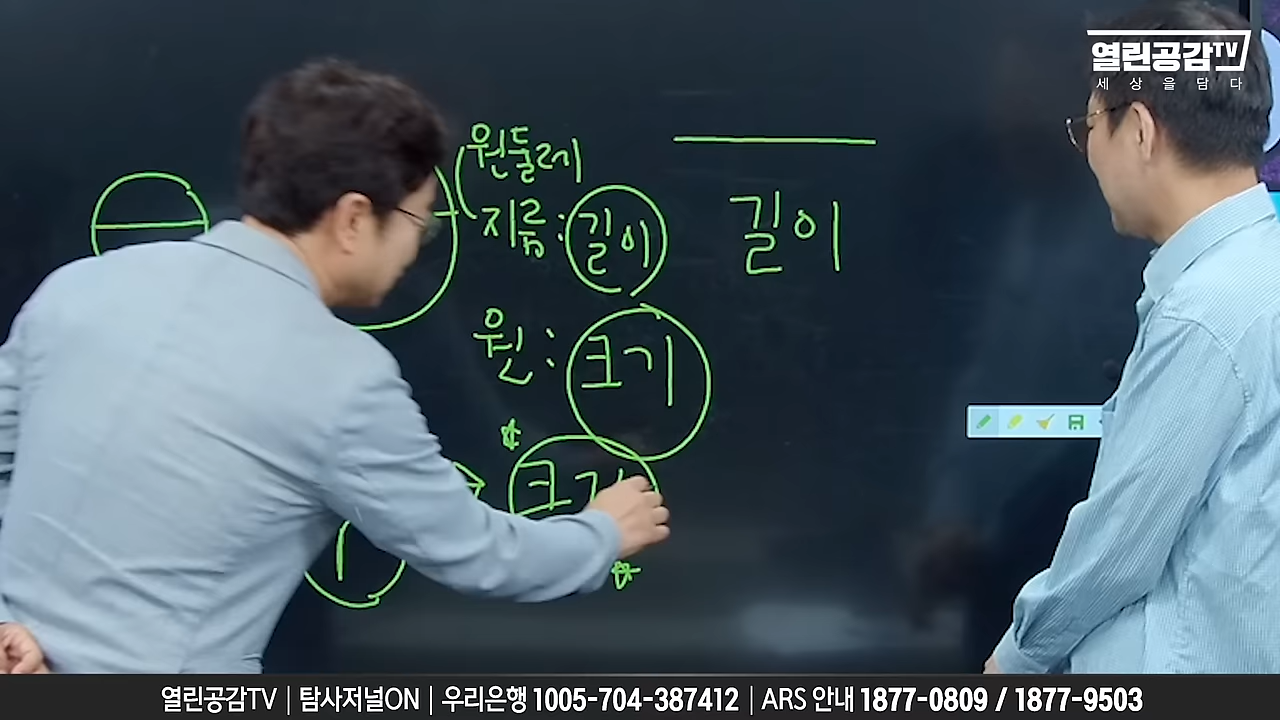 열린공감TV
세상을담다
원둘레
지름 : 길이
길이
원 : 크기
크기
열린공감TV | 탐사저널ON | 우리은행 1005-704-387412 | ARS 안내 1877-0809 / 1877-9503